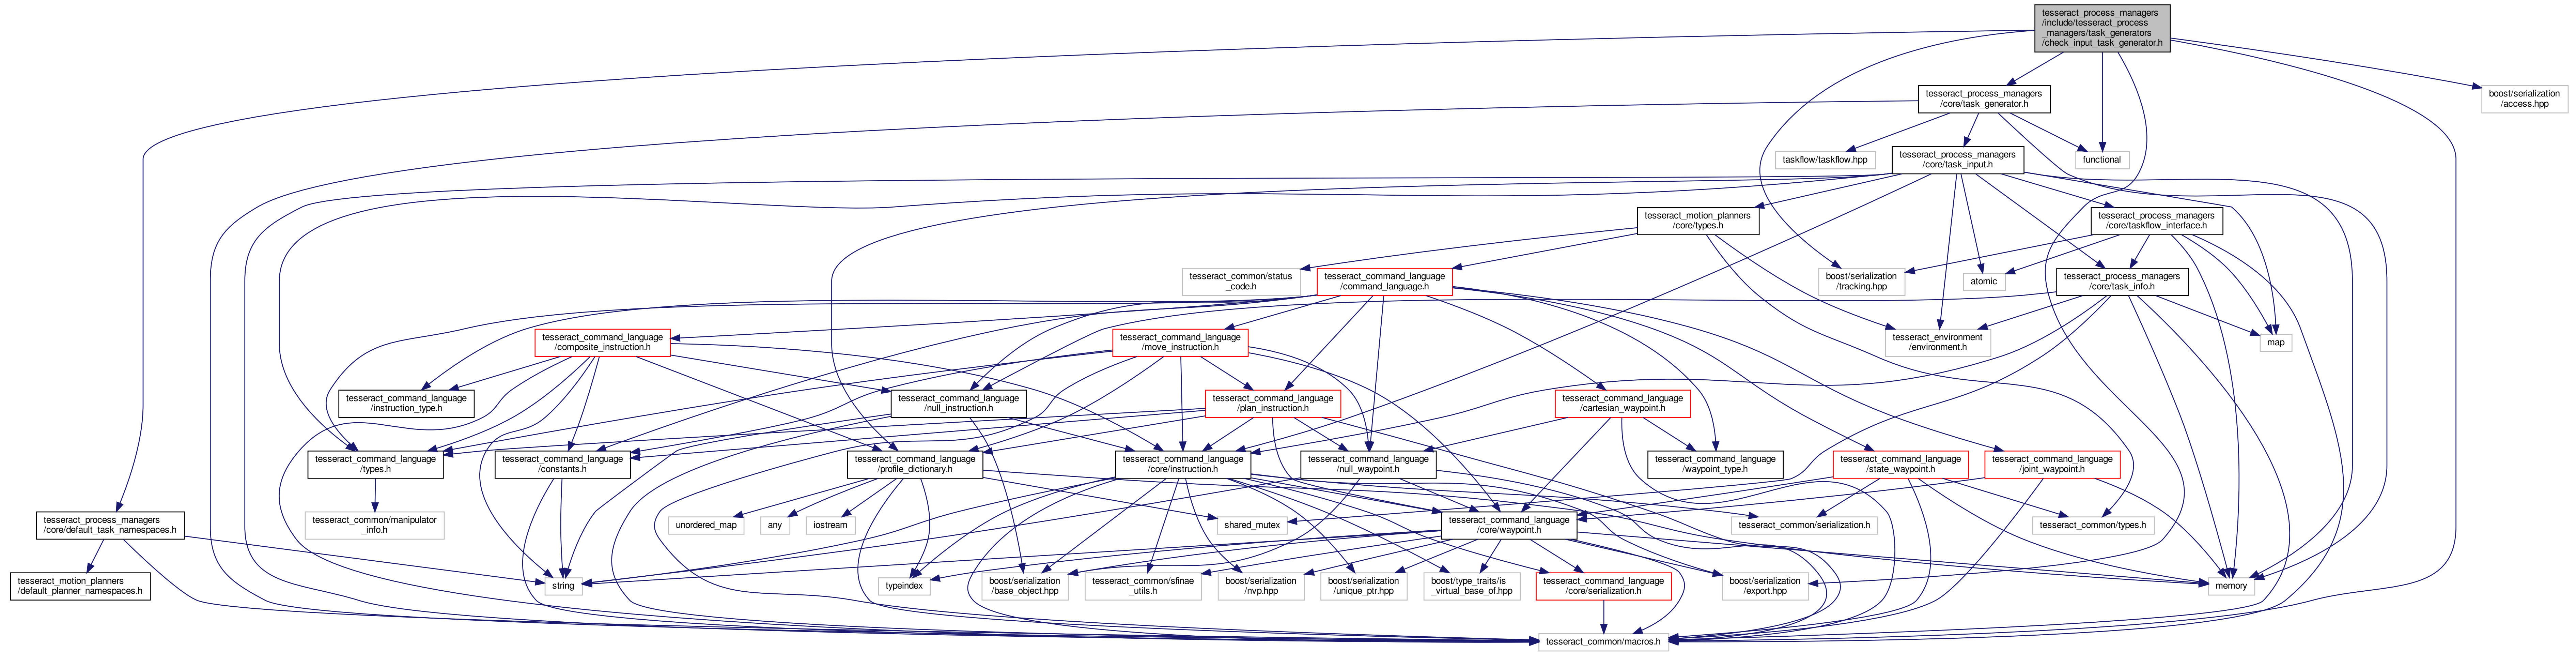 tesseract_process_managers
/include/tesseract_process
_managers/task_generators
/check_input_task_generator.h
tesseract_process_managers
/core/task_generator.h
boost/serialization
/access.hpp
taskflow/taskflow.hpp
tesseract_process_managers
/core/task_input.h
functional
tesseract_motion_planners
/core/types.h
tesseract_process_managers
/core/taskflow_interface.h
tesseract_common/status
_code.h
tesseract_command_language
/command_language.h
boost/serialization
/tracking.hpp
atomic
tesseract_process_managers
/core/task_info.h
tesseract_command_language
/composite_instruction.h
tesseract_command_language
/move_instruction.h
tesseract_environment
/environment.h
map
tesseract_command_language
/instruction_type.h
tesseract_command_language
/null_instruction.h
tesseract_command_language
/plan_instruction.h
tesseract_command_language
/cartesian_waypoint.h
tesseract_command_language
/types.h
tesseract_command_language
/constants.h
tesseract_command_language
/profile_dictionary.h
tesseract_command_language
/core/instruction.h
tesseract_command_language
/null_waypoint.h
tesseract_command_language
/waypoint_type.h
tesseract_command_language
/state_waypoint.h
tesseract_command_language
/joint_waypoint.h
tesseract_process_managers
/core/default_task_namespaces.h
tesseract_common/manipulator
_info.h
unordered_map
any
iostream
shared_mutex
tesseract_command_language
/core/waypoint.h
tesseract_common/serialization.h
tesseract_common/types.h
tesseract_motion_planners
/default_planner_namespaces.h
string
typeindex
boost/serialization
/base_object.hpp
tesseract_common/sfinae
_utils.h
boost/serialization
/nvp.hpp
boost/serialization
/unique_ptr.hpp
boost/type_traits/is
_virtual_base_of.hpp
tesseract_command_language
/core/serialization.h
boost/serialization
/export.hpp
memory
tesseract_common/macros.h